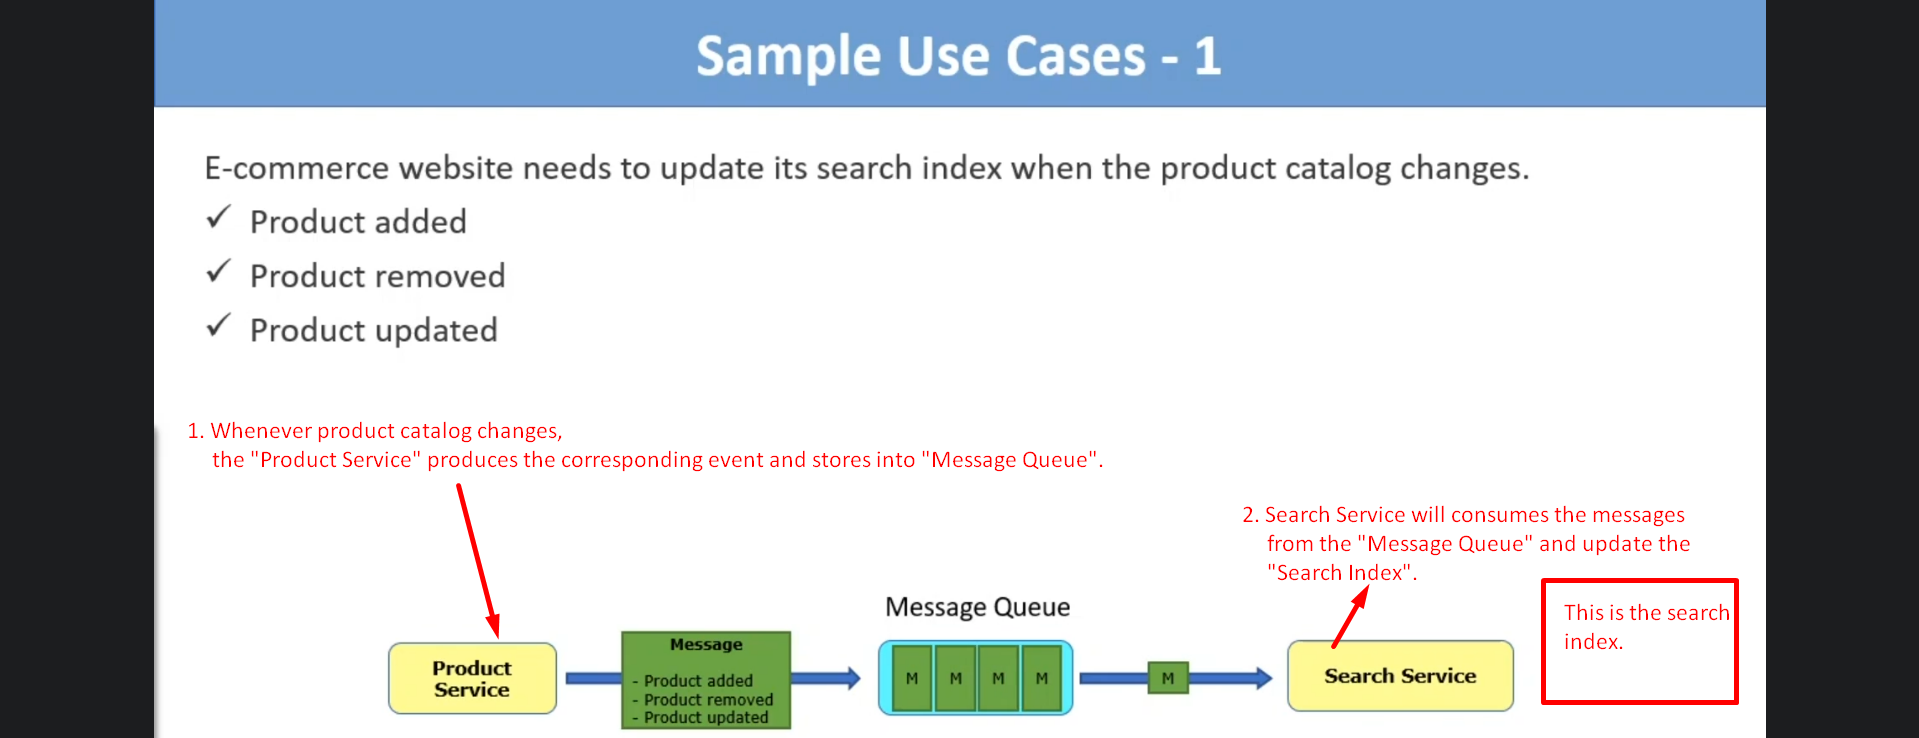 Sample Use Cases - 1
E-commerce website needs to update its search index when the product catalog changes.
✓ Product added
✓ Product removed
✓ Product updated
1. Whenever product catalog changes,
the "Product Service" produces the corresponding event and stores into "Message Queue".
2. Search Service will consumes the messages
from the "Message Queue" and update the
"Search Index".
This is the search
index.
Message Queue
Product
Service
Message
- Product added
- Product removed
- Product updated
M M M M
M
Search Service